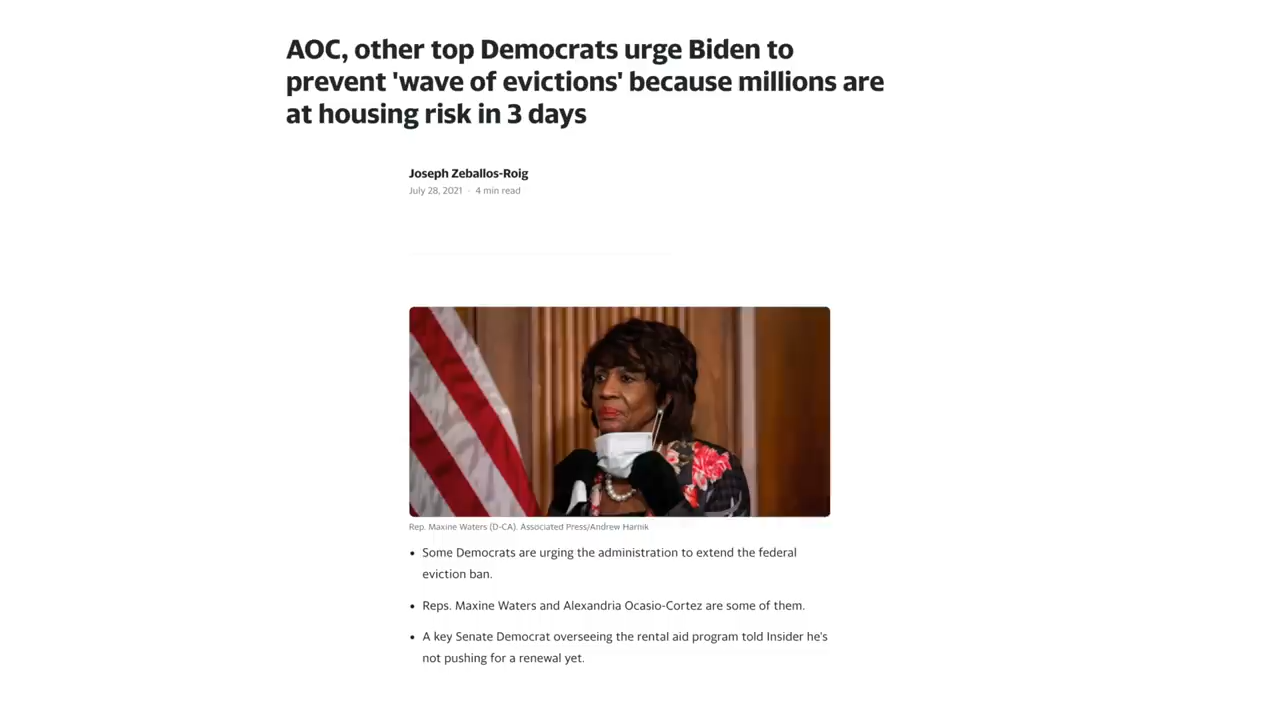 AOC, other top Democrats urge Biden to
prevent 'wave of evictions' because millions are
at housing risk in 3 days
Joseph Zeballos-Roig
July 28, 2021 · 4 min read
Rep. Maxine Waters (D-CA). Associated Press/Andrew Harnik
• Some Democrats are urging the administration to extend the federal
eviction ban.
• Reps. Maxine Waters and Alexandria Ocasio-Cortez are some of them.
• A key Senate Democrat overseeing the rental aid program told Insider he's
not pushing for a renewal yet.